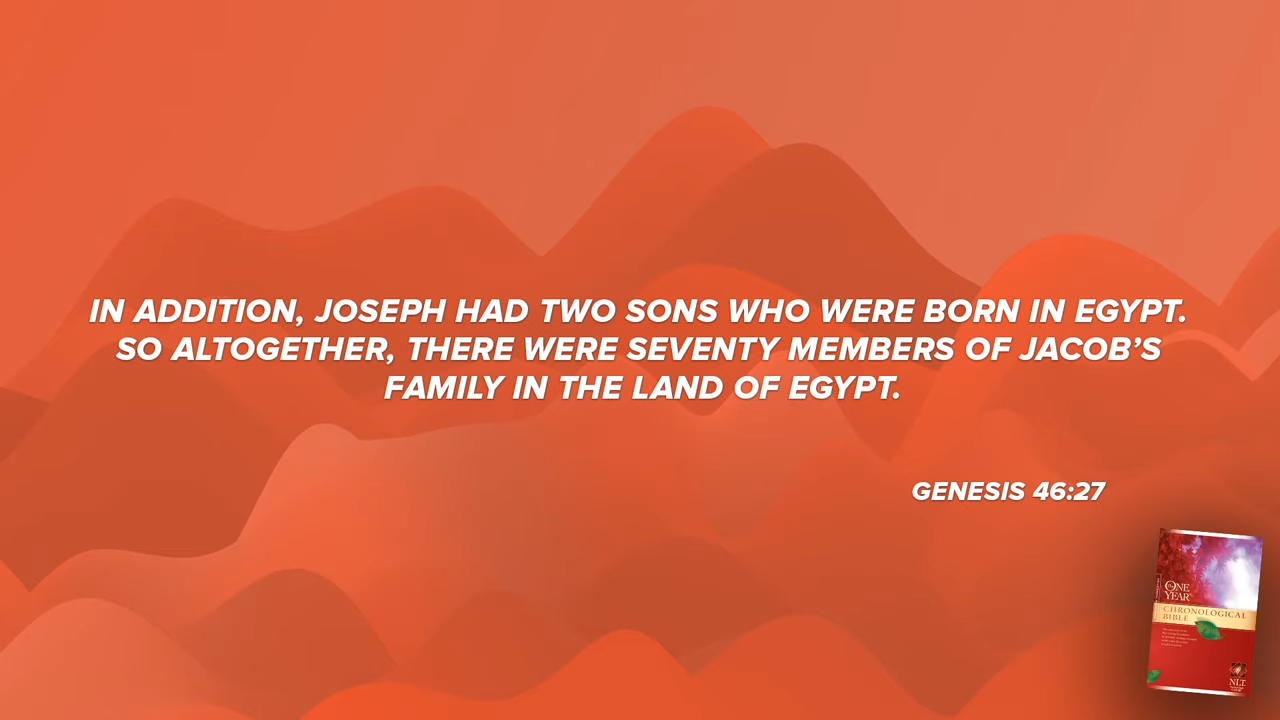 IN ADDITION, JOSEPH HAD TWO SONS WHO WERE BORN IN EGYPT.
SO ALTOGETHER, THERE WERE SEVENTY MEMBERS OF JACOB’S
FAMILY IN THE LAND OF EGYPT.
GENESIS 46:27
ONE
YEAR
CHRONOLOGICAL
BIBLE
NLT